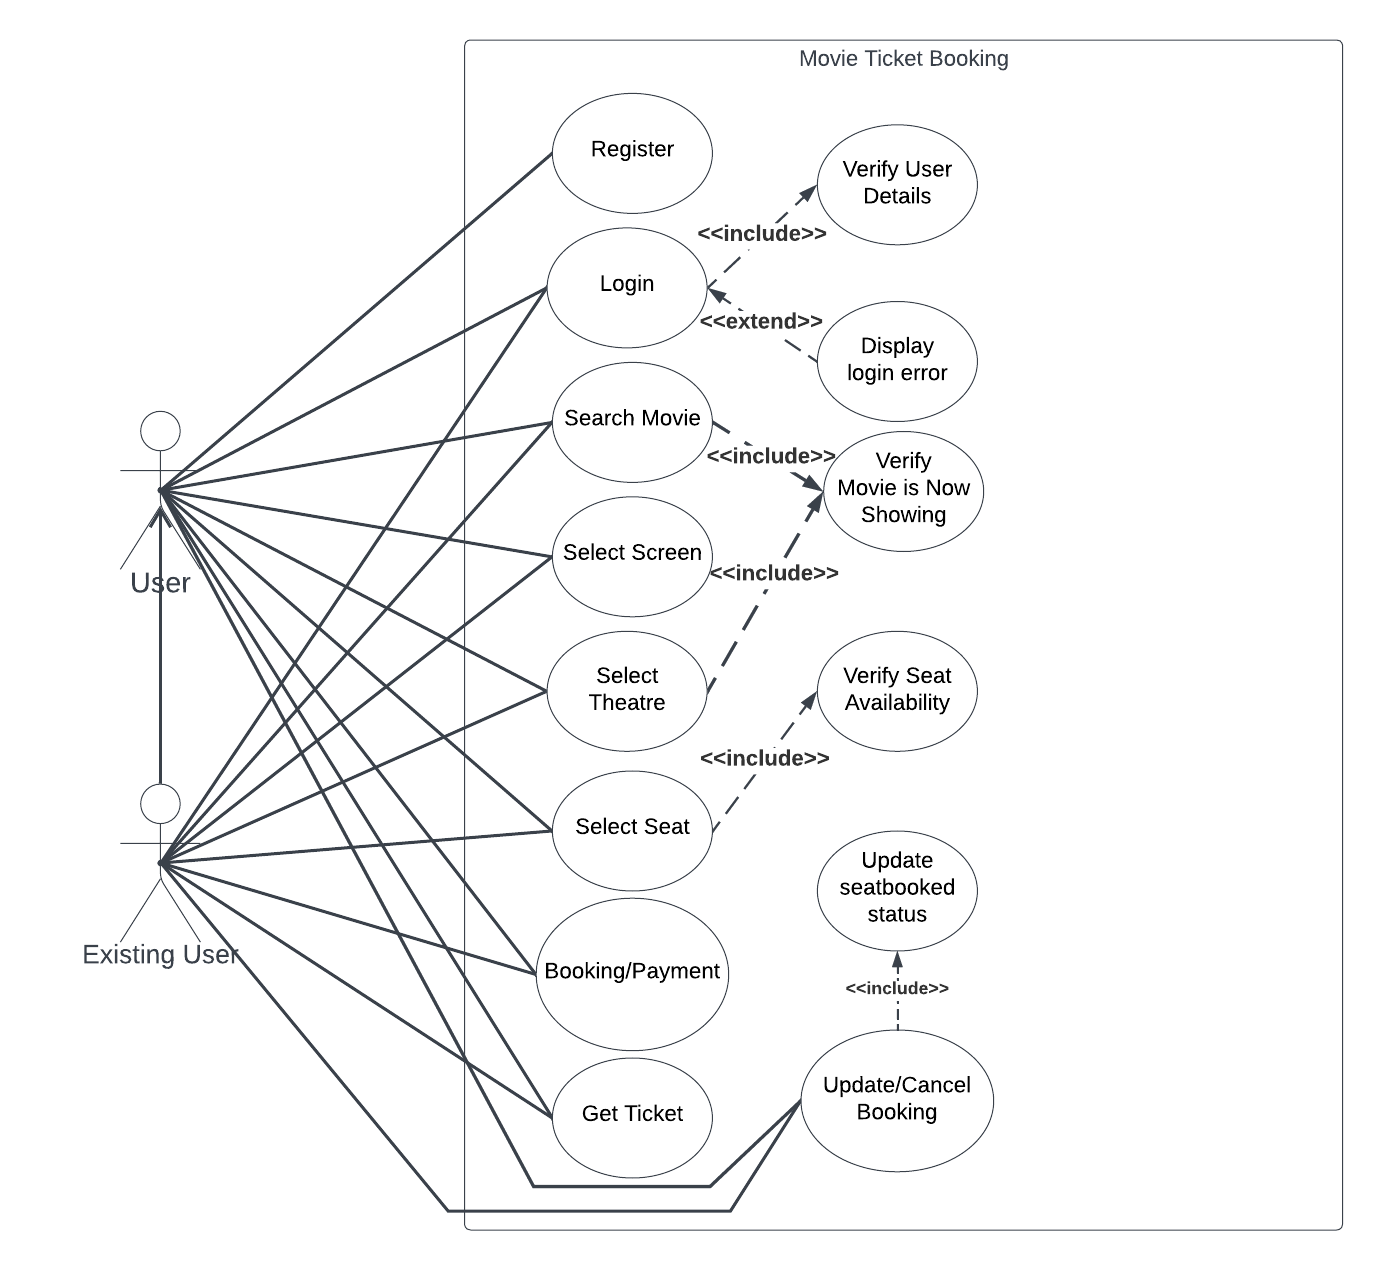 Movie Ticket Booking
Register
Verify User
Details
<<include>>
Login
<<extend>>
Display
login error
Search Movie
<<include>>
Verify
Movie is Now
Showing
Select Screen
<<include>>
User
Select
Theatre
Verify Seat
Availability
<<include>>
Select Seat
Update
seatbooked
status
Existing User
Booking/Payment
<<include>>
Update/Cancel
Booking
Get Ticket